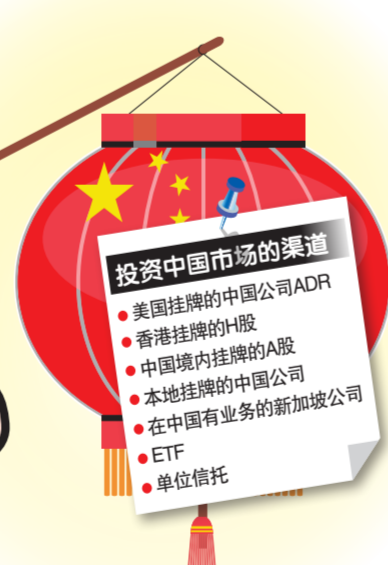 投资中国市场的渠道
●美国挂牌的中国公司ADR
●香港挂牌的H股
●中国境内挂牌的A股
●本地挂牌的中国公司
●在中国有业务的新加坡公司
●ETF
●单位信托